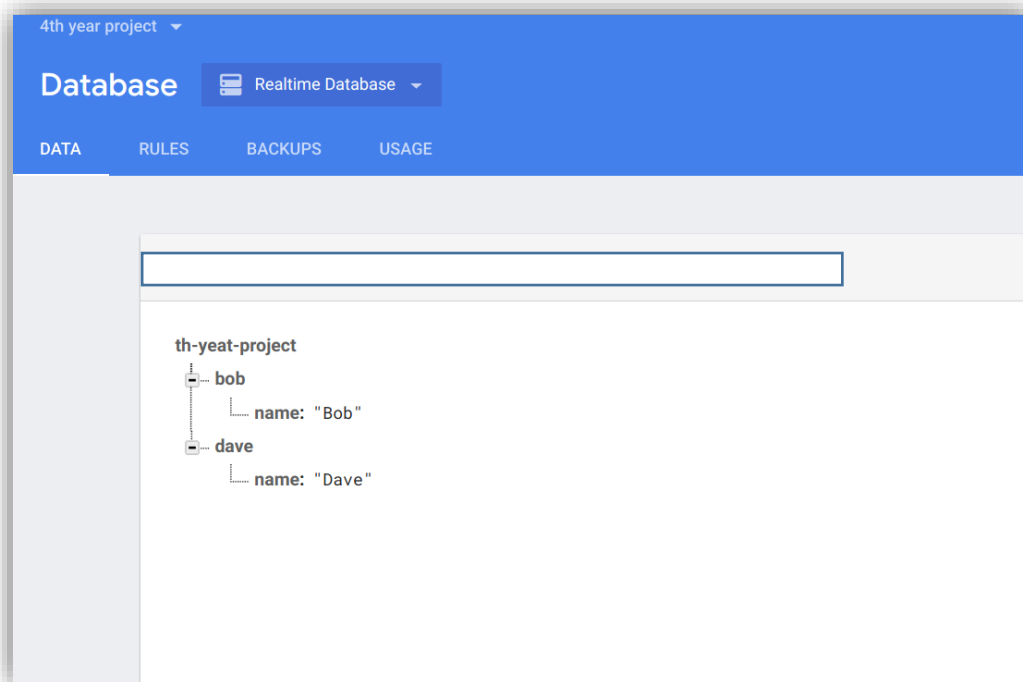 4th year project
Database Realtime Database
DATA RULES BACKUPS USAGE
th-yeat-project
bob
name: "Bob"
dave
name: "Dave"